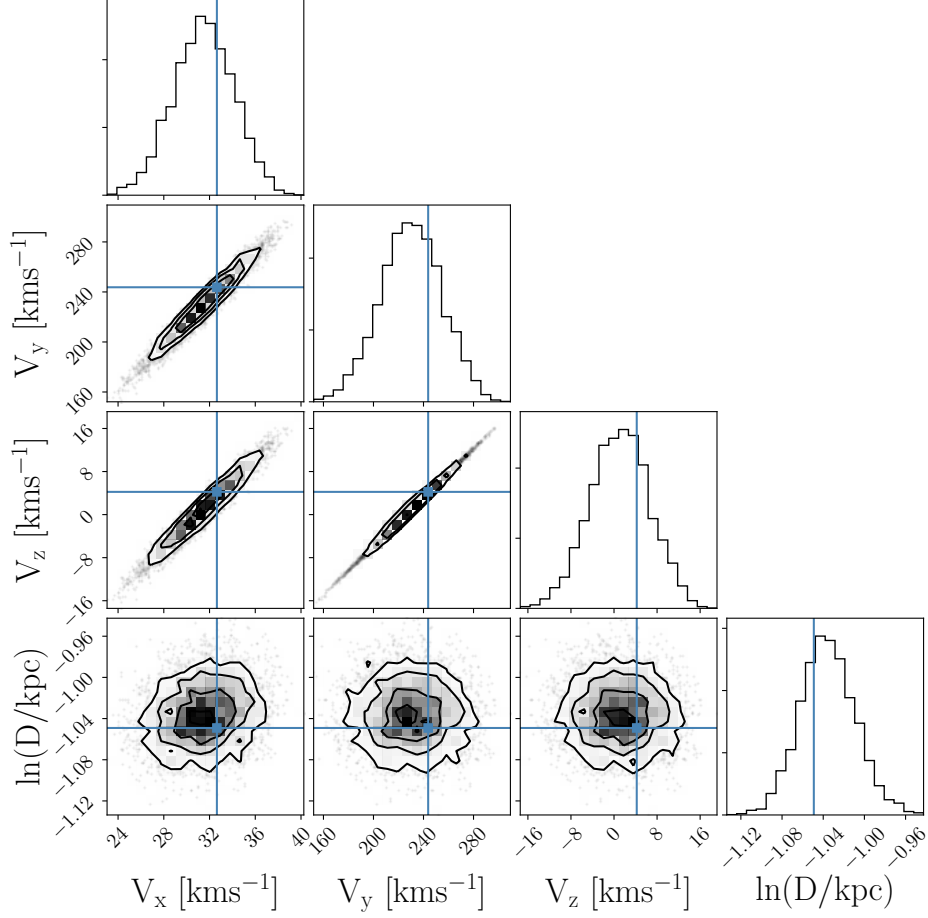 V_y [kms⁻¹]
280
240
200
160
V_z [kms⁻¹]
16
8
0
−8
−16
ln(D/kpc)
−0.96
−1.00
−1.04
−1.08
−1.12
24 28 32 36 40 160 200 240 280 −16 −8 0 8 16 −1.12 −1.08 −1.04 −1.00 −0.96
V_x [kms⁻¹] V_y [kms⁻¹] V_z [kms⁻¹] ln(D/kpc)